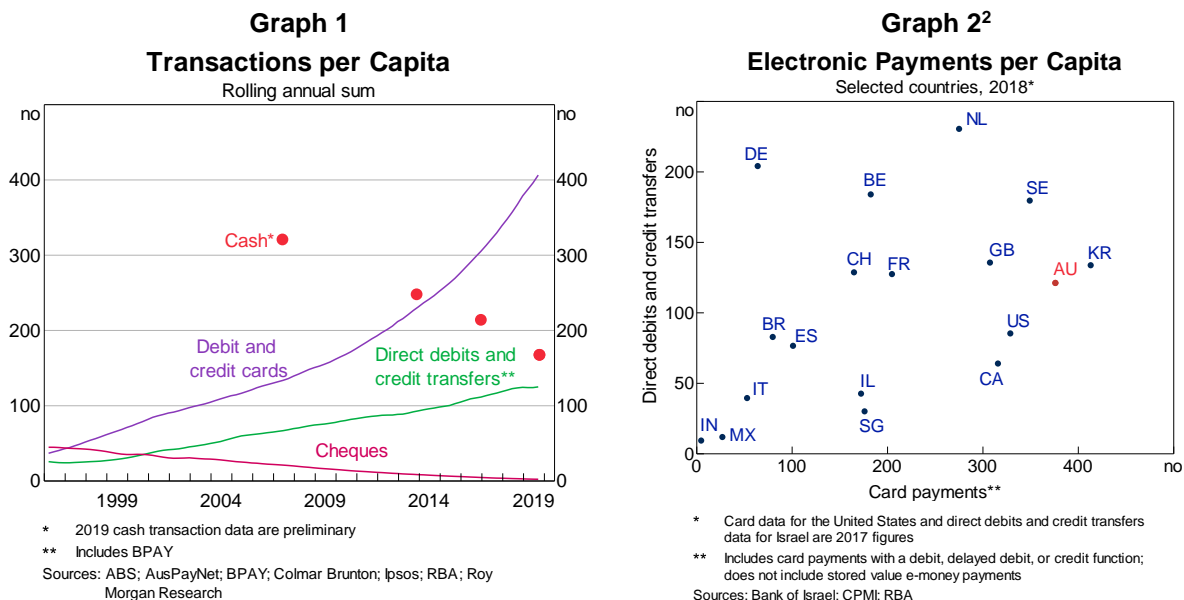 Graph 1
Transactions per Capita
Rolling annual sum
no no
400 400
300 300
200 200
100 100
0 0
Cash*
Debit and
credit cards
Direct debits and
credit transfers**
Cheques
1999 2004 2009 2014 2019
* 2019 cash transaction data are preliminary
** Includes BPAY
Sources: ABS; AusPayNet; BPAY; Colmar Brunton; Ipsos; RBA; Roy
Morgan Research
Graph 2²
Electronic Payments per Capita
Selected countries, 2018*
no
Direct debits and credit transfers
200
150
100
50
0
NL
DE
BE
SE
CH
FR
GB
AU
KR
BR
ES
US
IT
IL
CA
SG
IN
MX
0 100 200 300 400 no
Card payments**
* Card data for the United States and direct debits and credit transfers
data for Israel are 2017 figures
** Includes card payments with a debit, delayed debit, or credit function;
does not include stored value e-money payments
Sources: Bank of Israel; CPMI; RBA